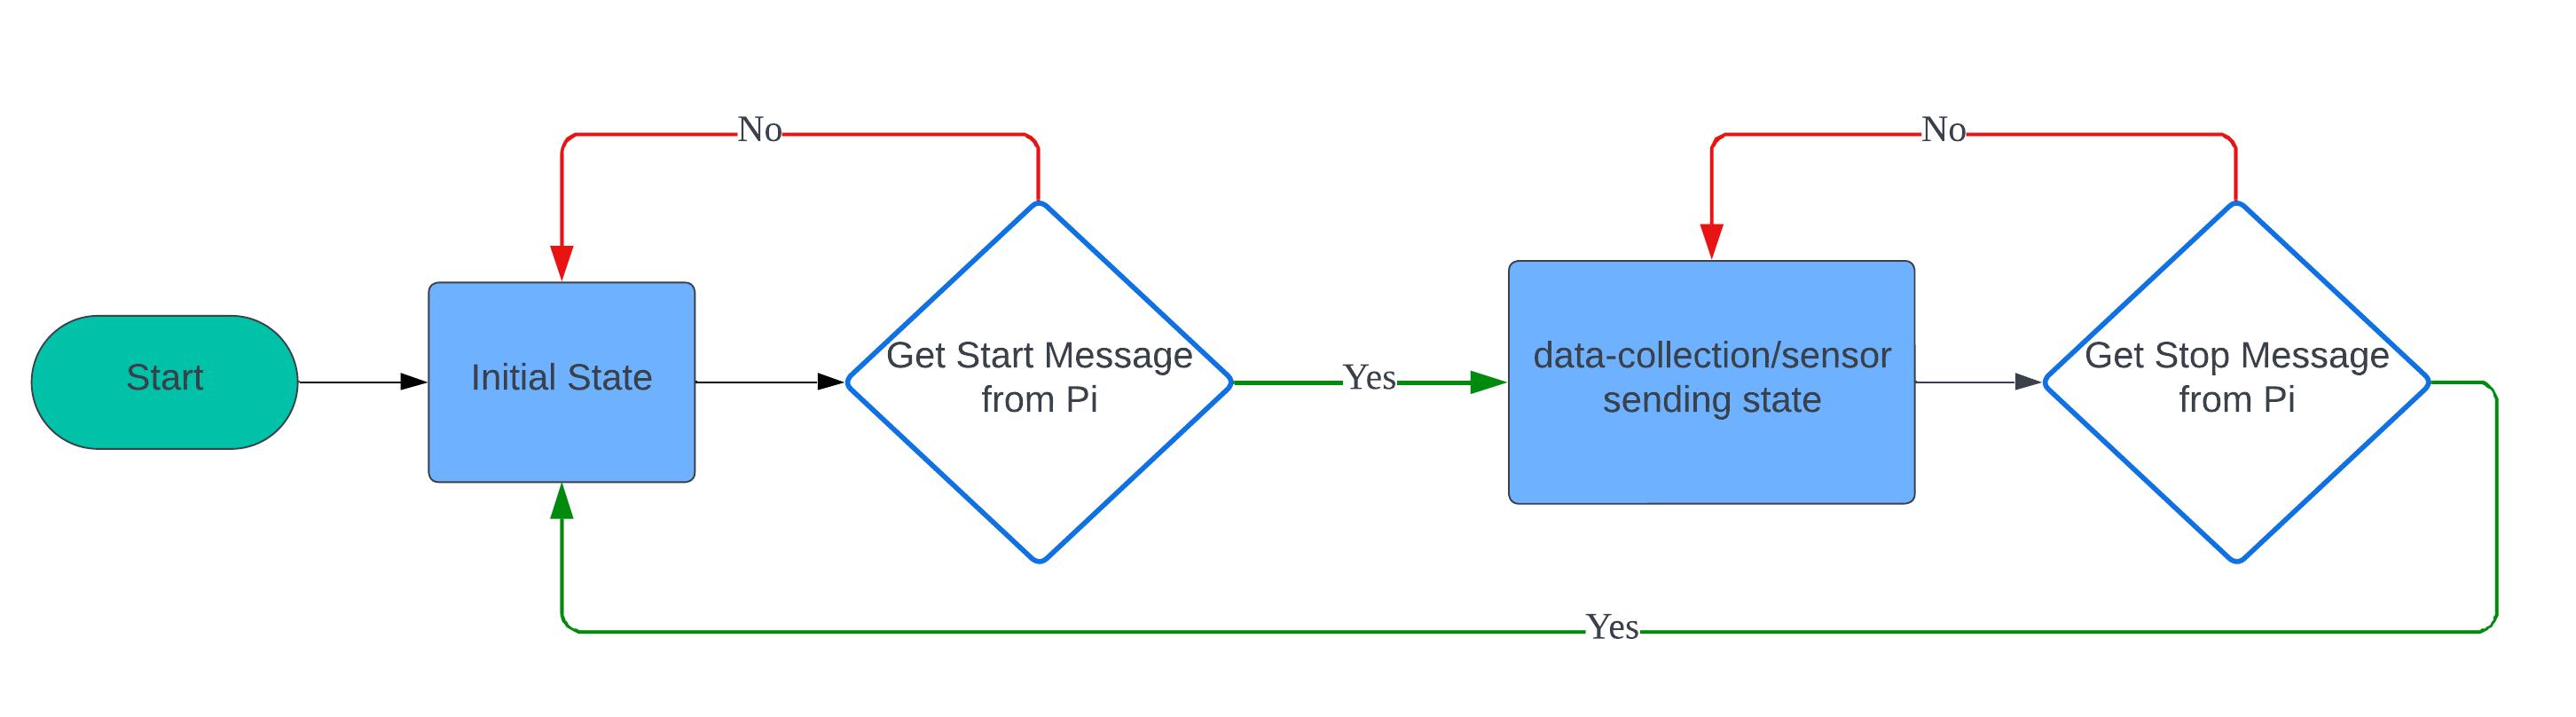 No
No
Start
Initial State
Get Start Message
from Pi
Yes
data-collection/sensor
sending state
Get Stop Message
from Pi
Yes